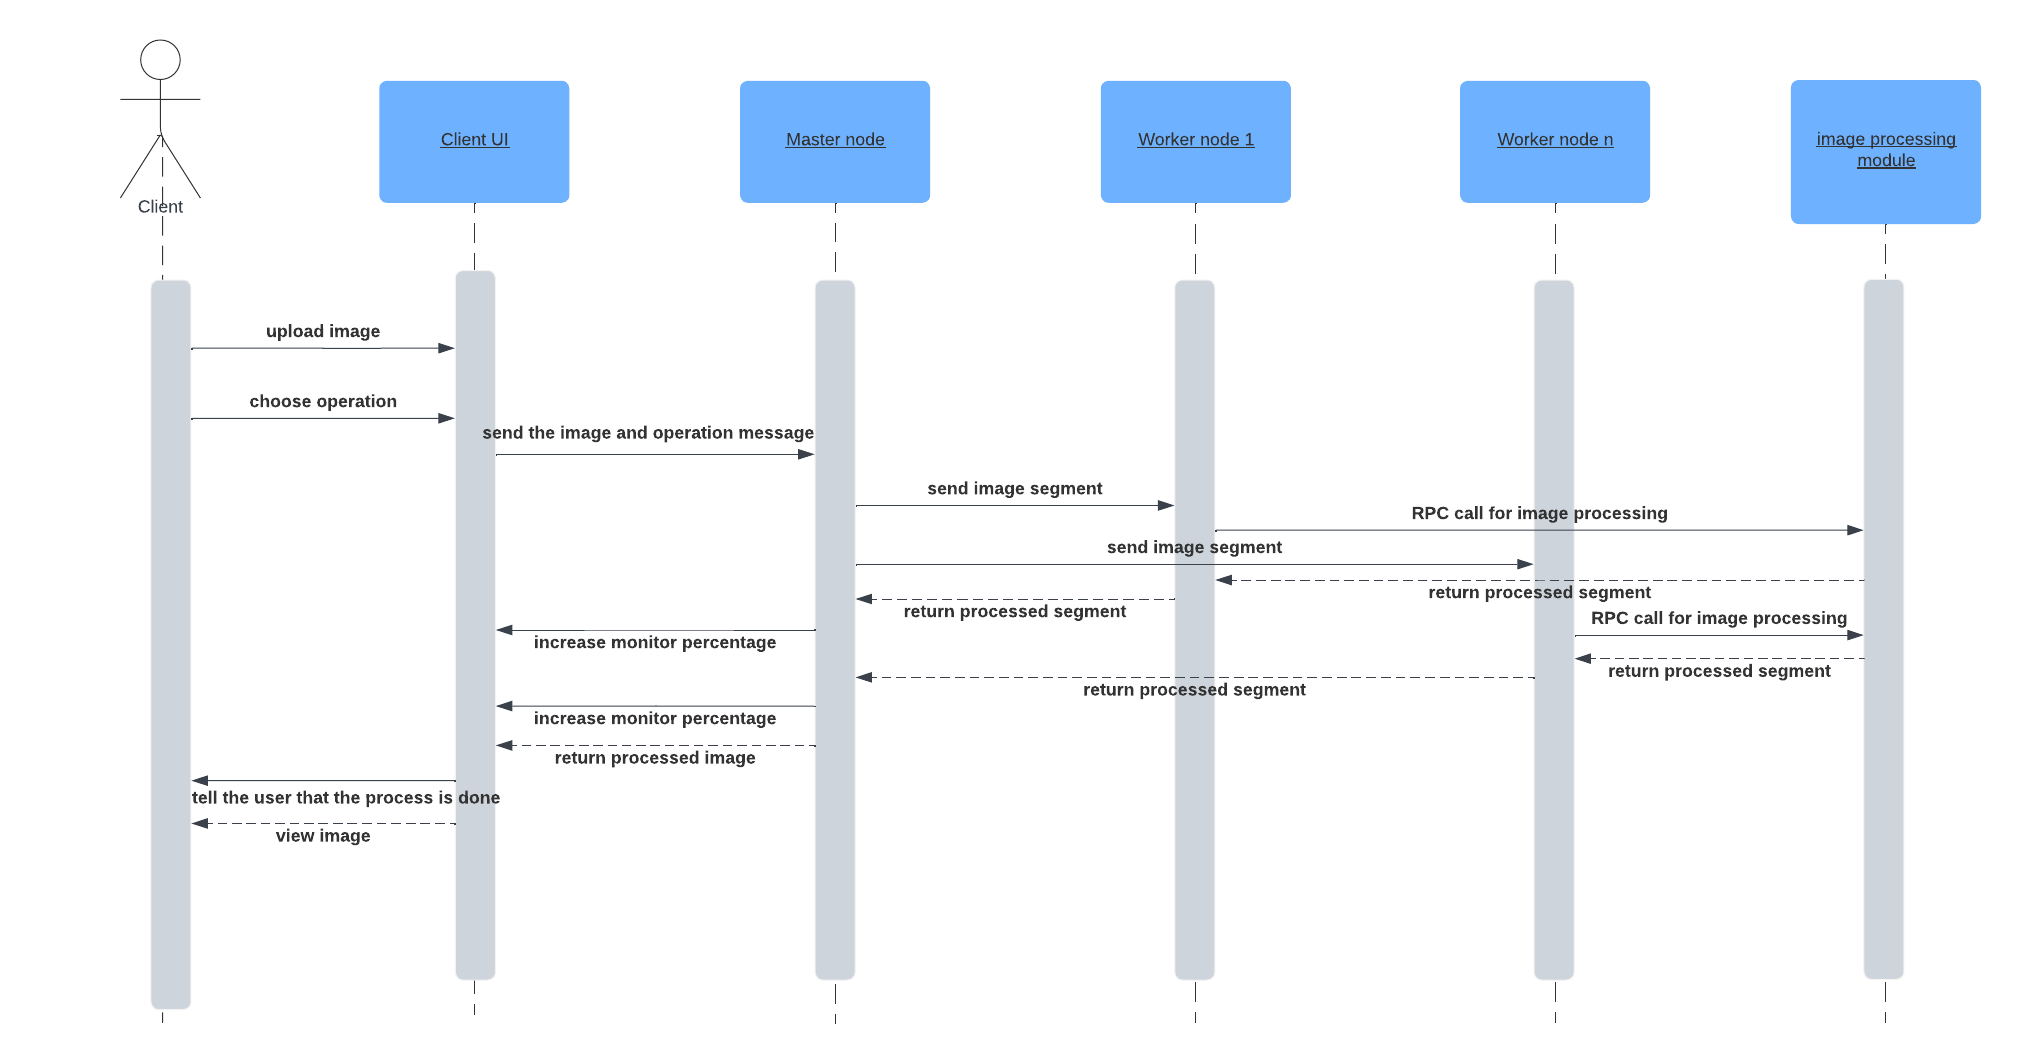 Client
Client UI
Master node
Worker node 1
Worker node n
image processing
module
upload image
choose operation
send the image and operation message
send image segment
RPC call for image processing
send image segment
return processed segment
return processed segment
RPC call for image processing
increase monitor percentage
return processed segment
return processed segment
increase monitor percentage
return processed image
tell the user that the process is done
view image